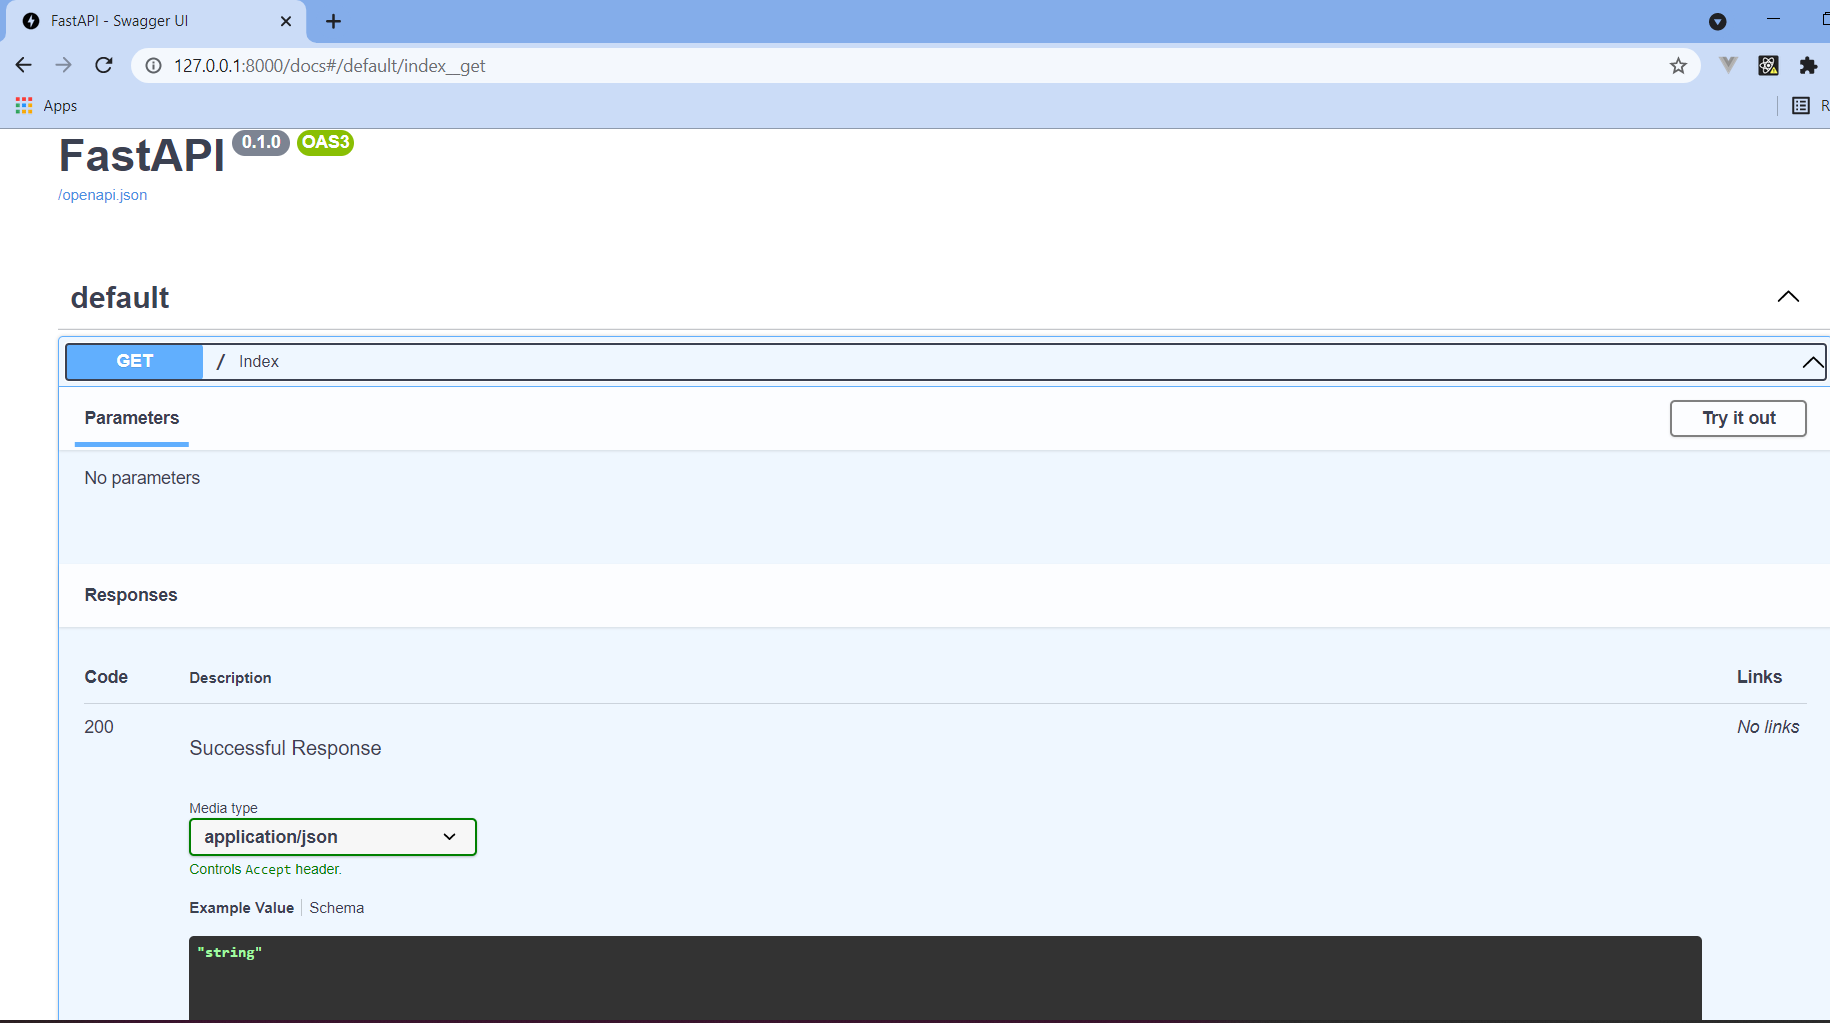 FastAPI - Swagger UI
127.0.0.1:8000/docs#/default/index__get
Apps
R
FastAPI 0.1.0 OAS3
/openapi.json
default
GET / Index
Parameters
Try it out
No parameters
Responses
Code Description Links
200 No links
Successful Response
Media type
application/json
Controls Accept header.
Example Value Schema
"string"